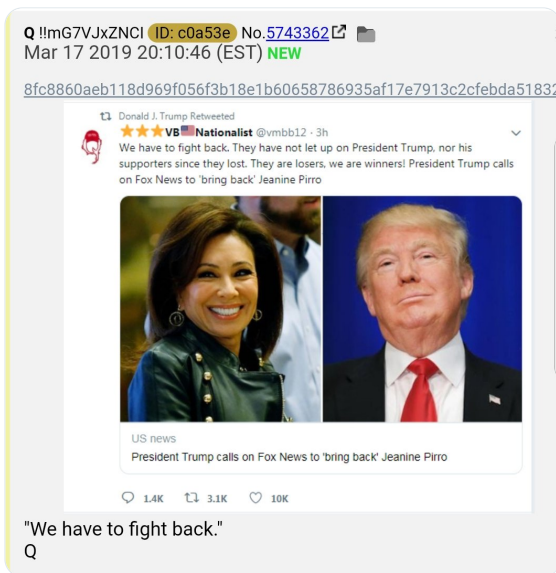 Q !!mG7VJxZNCI ID: c0a53e No.5743362
Mar 17 2019 20:10:46 (EST) NEW
8fc8860aeb118d969f056f3b18e1b60658786935af17e7913c2cfebda51832
Donald J. Trump Retweeted
VB Nationalist @vmbb12 · 3h
We have to fight back. They have not let up on President Trump, nor his
supporters since they lost. They are losers, we are winners! President Trump calls
on Fox News to 'bring back' Jeanine Pirro
US news
President Trump calls on Fox News to 'bring back' Jeanine Pirro
1.4K 3.1K 10K
"We have to fight back."
Q